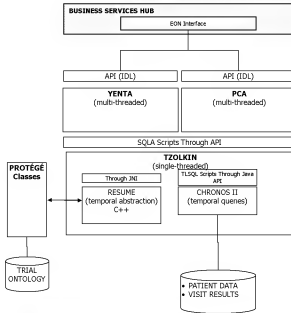 BUSINESS SERVICES HUB
EON Interface
API (IDL)
API (IDL)
YENTA
(multi-threaded)
PCA
(multi-threaded)
SQLA Scripts Through API
TZOLKIN
(single-threaded)
PROTÉGÉ
Classes
Through JNI
RESUME
(temporal abstraction)
C++
TLSQL Scripts Through Java
API
CHRONOS II
(temporal queries)
TRIAL
ONTOLOGY
• PATIENT DATA
• VISIT RESULTS